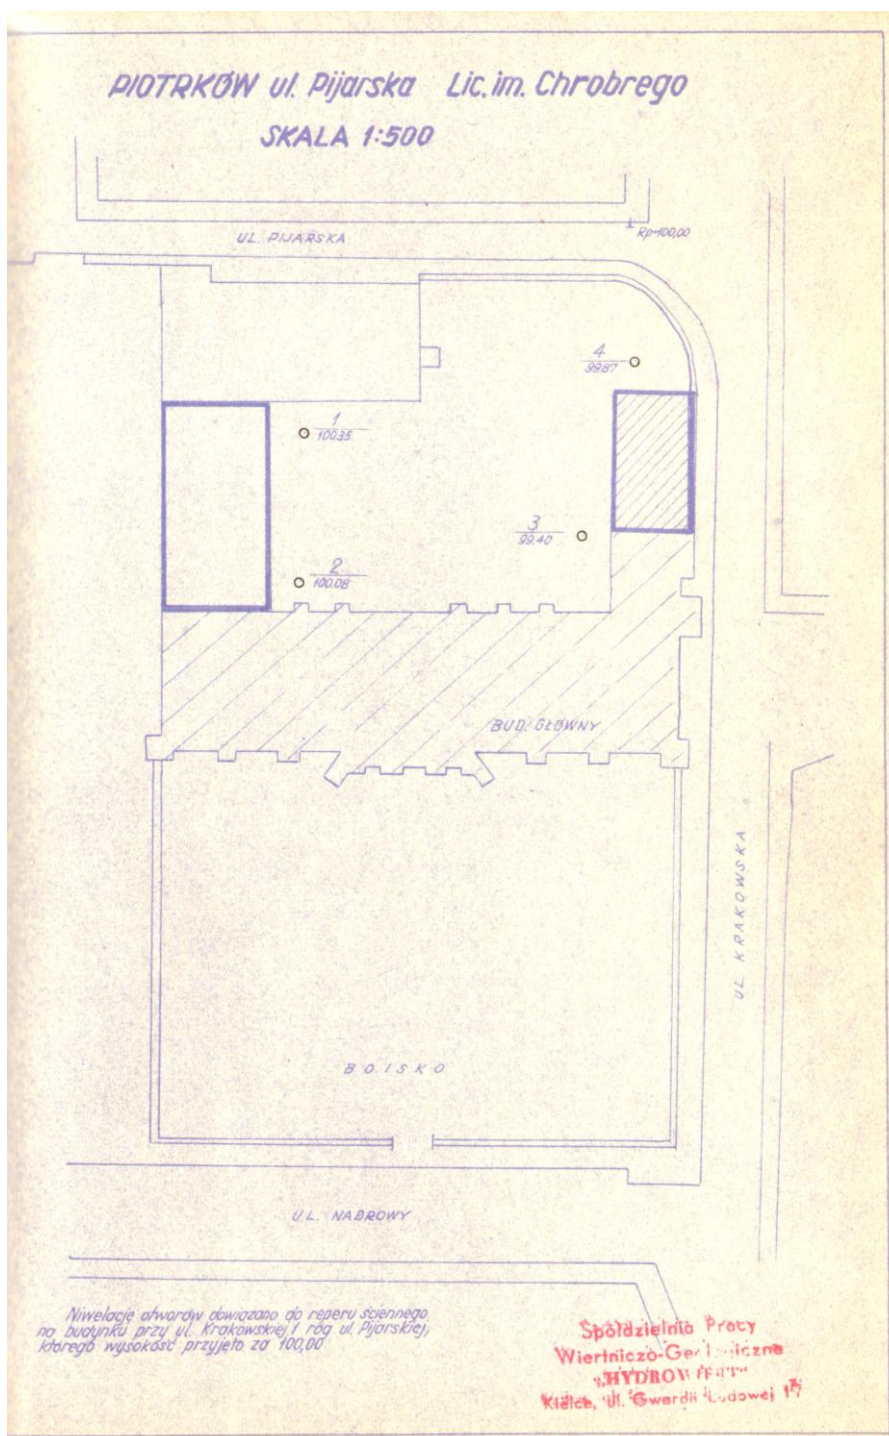 PIOTRKÓW ul. Pijarska Lic. im. Chrobrego
SKALA 1:500
UL. PIJARSKA
Rp-100,00
4
99.87
1
100.35
3
99.40
2
100.08
BUD. GŁÓWNY
UL. KRAKOWSKA
BOISKO
UL. NADROWY
Niwelację otworów dowiązano do reperu ściennego
na budynku przy ul. Krakowskiej róg ul. Pijarskiej,
którego wysokość przyjęto za 100,00
Spółdzielnia Pracy
Wiertniczo-Geologiczna
Kielce, ul. Gwardii Ludowej